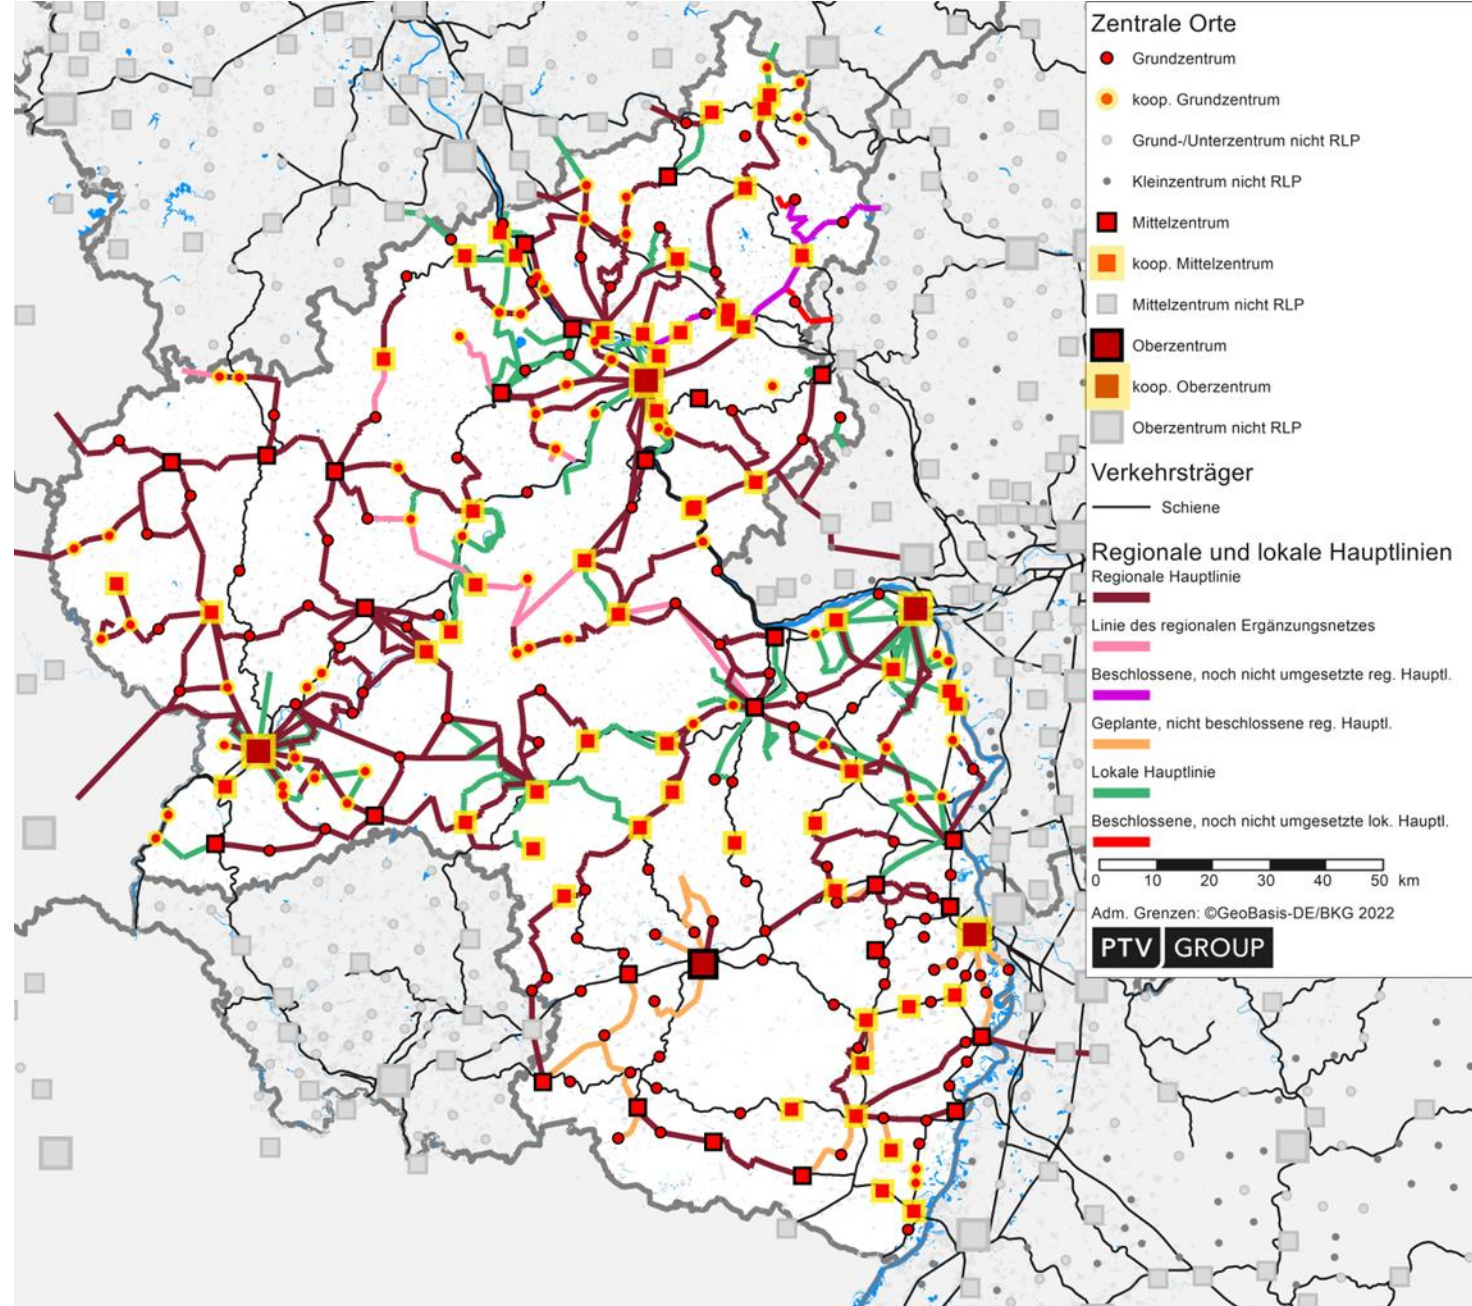 Zentrale Orte
Grundzentrum
koop. Grundzentrum
Grund-/Unterzentrum nicht RLP
Kleinzentrum nicht RLP
Mittelzentrum
koop. Mittelzentrum
Mittelzentrum nicht RLP
Oberzentrum
koop. Oberzentrum
Oberzentrum nicht RLP
Verkehrsträger
Schiene
Regionale und lokale Hauptlinien
Regionale Hauptlinie
Linie des regionalen Ergänzungsnetzes
Beschlossene, noch nicht umgesetzte reg. Hauptl.
Geplante, nicht beschlossene reg. Hauptl.
Lokale Hauptlinie
Beschlossene, noch nicht umgesetzte lok. Hauptl.
0 10 20 30 40 50 km
Adm. Grenzen: ©GeoBasis-DE/BKG 2022
PTV GROUP